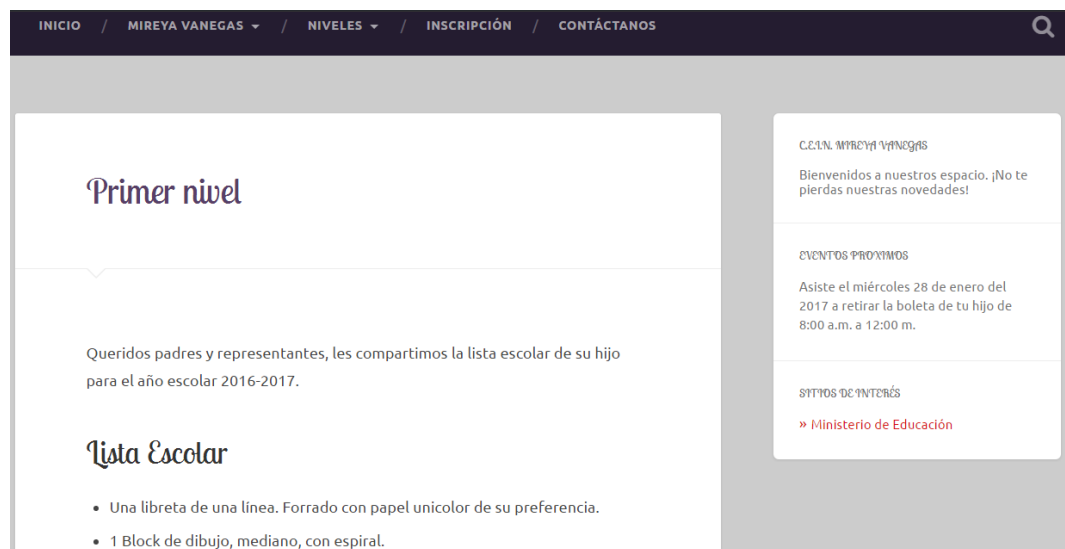 INICIO / MIREYA VANEGAS / NIVELES / INSCRIPCIÓN / CONTÁCTANOS
Primer nivel
Queridos padres y representantes, les compartimos la lista escolar de su hijo
para el año escolar 2016-2017.
Lista Escolar
• Una libreta de una línea. Forrado con papel unicolor de su preferencia.
• 1 Block de dibujo, mediano, con espiral.
C.E.I.N. MIREYA VANEGAS
Bienvenidos a nuestros espacio. ¡No te
pierdas nuestras novedades!
EVENTOS PROXIMOS
Asiste el miércoles 28 de enero del
2017 a retirar la boleta de tu hijo de
8:00 a.m. a 12:00 m.
SITIOS DE INTERÉS
» Ministerio de Educación